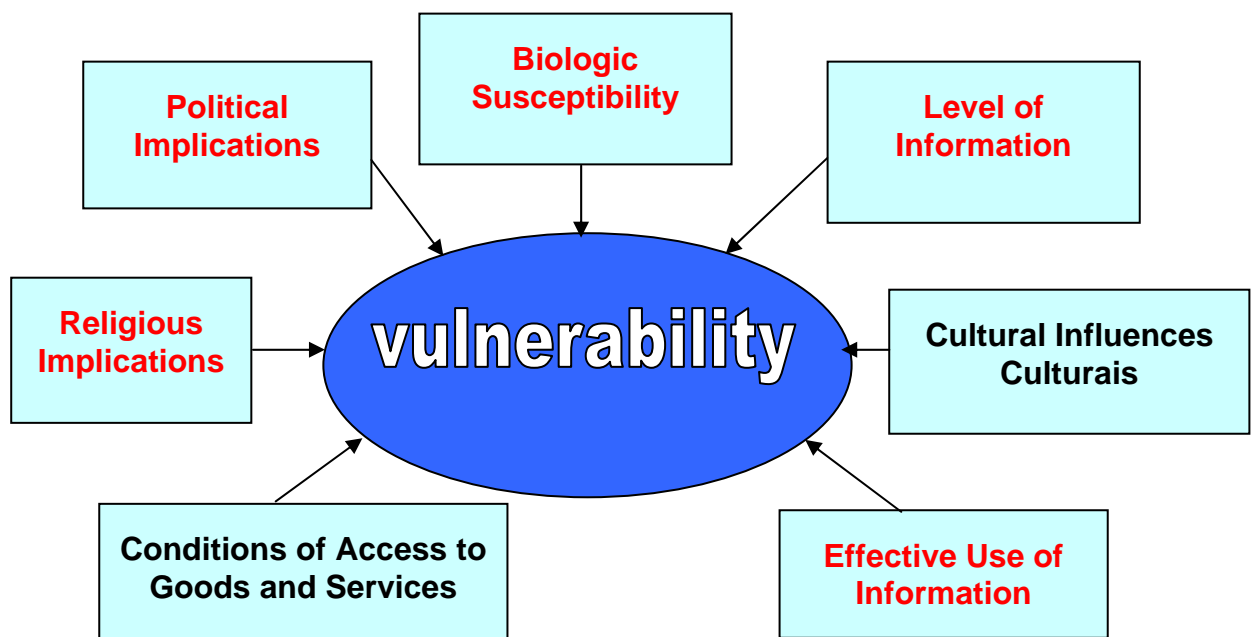 Biologic
Susceptibility
Political
Implications
Level of
Information
Religious
Implications
vulnerability
Cultural Influences
Culturais
Conditions of Access to
Goods and Services
Effective Use of
Information